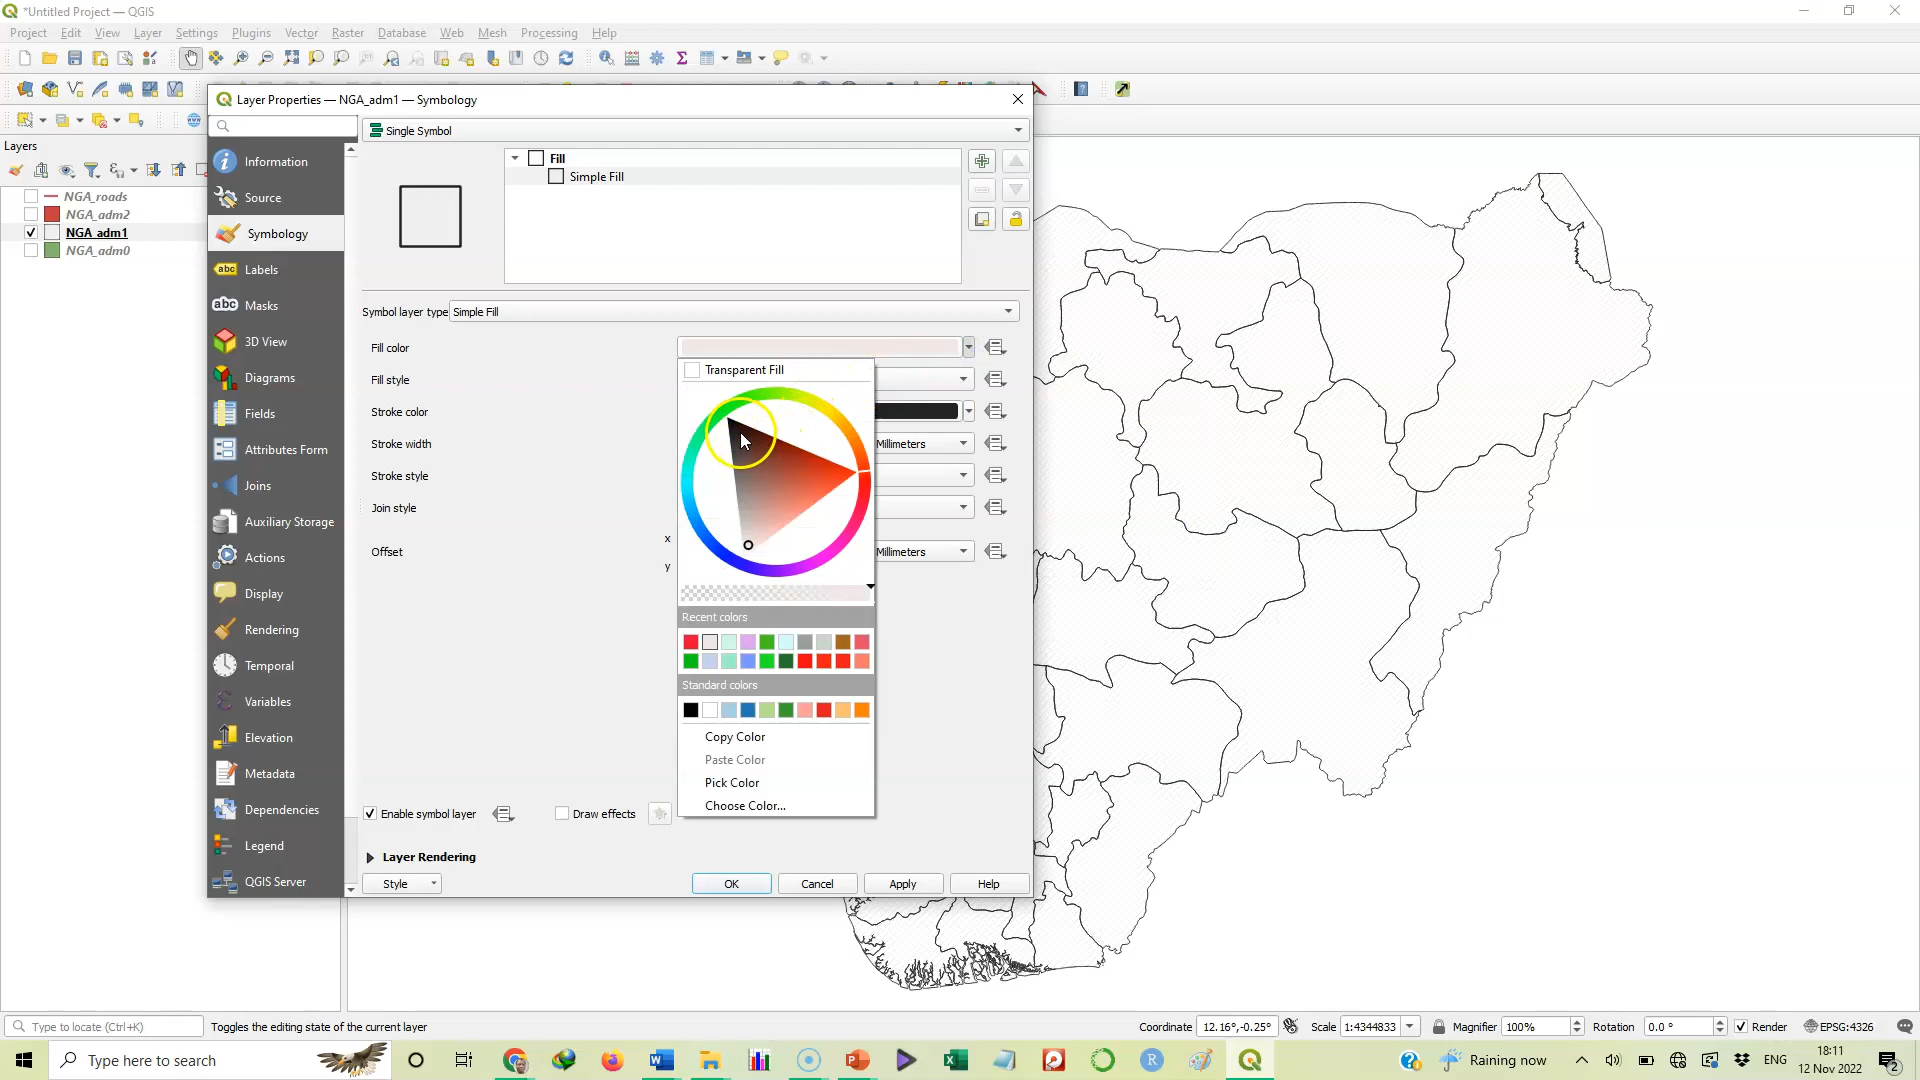 *Untitled Project — QGIS
Project Edit View Layer Settings Plugins Vector Raster Database Web Mesh Processing Help
Layer Properties — NGA_adm1 — Symbology
Layers
NGA_roads
NGA_adm2
NGA_adm1
NGA_adm0
Information
Source
Symbology
abc Labels
abc Masks
3D View
Diagrams
Fields
Attributes Form
Joins
Auxiliary Storage
Actions
Display
Rendering
Temporal
Variables
Elevation
Metadata
Dependencies
Legend
QGIS Server
Single Symbol
Fill
Simple Fill
Symbol layer type Simple Fill
Fill color
Fill style
Stroke color
Stroke width Millimeters
Stroke style
Join style
Offset x Millimeters
y
Transparent Fill
Recent colors
Standard colors
Copy Color
Paste Color
Pick Color
Choose Color...
Enable symbol layer Draw effects
Layer Rendering
Style OK Cancel Apply Help
Type to locate (Ctrl+K) Toggles the editing state of the current layer Coordinate 12.16°,-0.25° Scale 1:4344833 Magnifier 100% Rotation 0.0 ° Render EPSG:4326
Type here to search Raining now ENG 18:11
12 Nov 2022 2